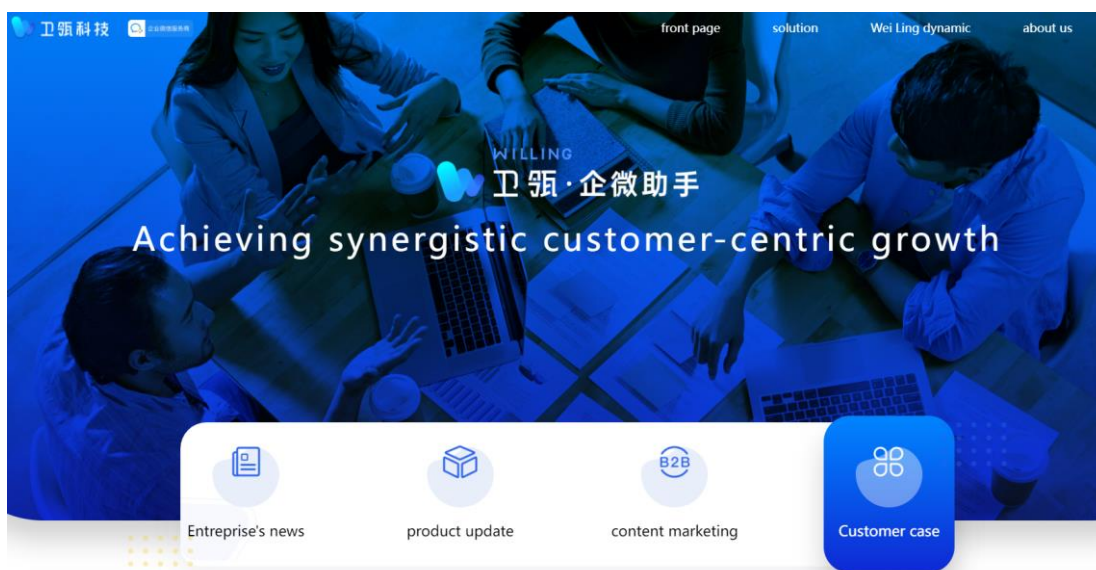 卫瓴科技
front page
solution
Wei Ling dynamic
about us
WILLING
卫瓴·企微助手
Achieving synergistic customer-centric growth
B2B
Entreprise's news
product update
content marketing
Customer case